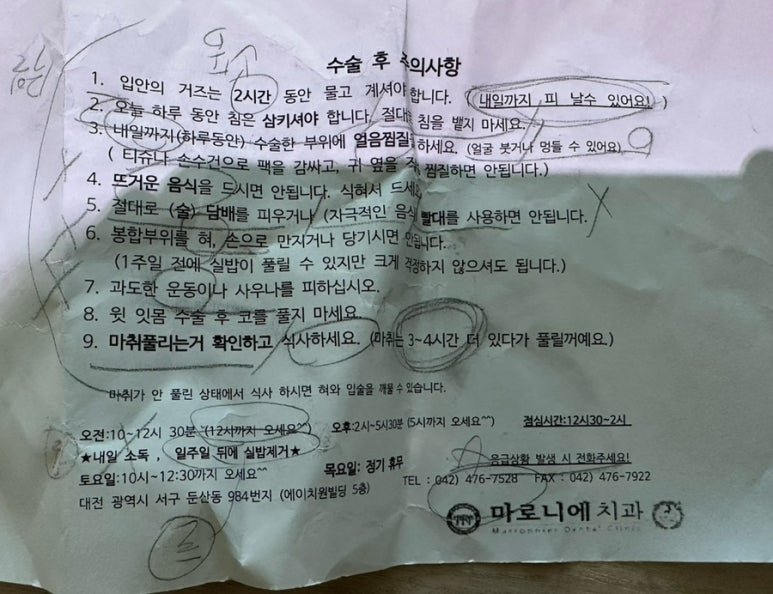 수술 후 주의사항
1. 입안의 거즈는 2시간 동안 물고 계셔야 합니다. (내일까지 피 날수 있어요!)
2. 오늘 하루 동안 침은 삼키셔야 합니다. 절대 침을 뱉지 마세요.
3. 내일까지(하루동안) 수술한 부위에 얼음찜질 하세요. (얼굴 붓거나 멍들 수 있어요)
( 티슈나 손수건으로 팩을 감싸고, 귀 옆을 찜질하면 안됩니다.)
4. 뜨거운 음식을 드시면 안됩니다. 식혀서 드세요
5. 절대로 (술) 담배를 피우거나 (자극적인 음식 빨대를 사용하면 안됩니다.
6. 봉합부위를 혀, 손으로 만지거나 당기시면 안됩니다.
(1주일 전에 실밥이 풀릴 수 있지만 크게 걱정하지 않으셔도 됩니다.)
7. 과도한 운동이나 사우나를 피하십시오.
8. 윗 잇몸 수술 후 코를 풀지 마세요.
9. 마취풀리는거 확인하고 식사하세요. (마취는 3~4시간 더 있다가 풀릴꺼예요.)
마취가 안 풀린 상태에서 식사 하시면 혀와 입술을 깨물 수 있습니다.
오전:10~12시 30분 (12시까지 오세요^^) 오후:2시~5시30분 (5시까지 오세요^^) 점심시간:12시30~2시
★내일 소독, 일주일 뒤에 실밥제거★ 응급상황 발생 시 전화주세요!
토요일:10시~12:30까지 오세요^^ 목요일: 정기 휴무 TEL : 042) 476-7528 FAX : 042) 476-7922
대전 광역시 서구 둔산동 984번지 (에이치원빌딩 5층)
마로니에 치과
Marronnier Dental Clinic
2